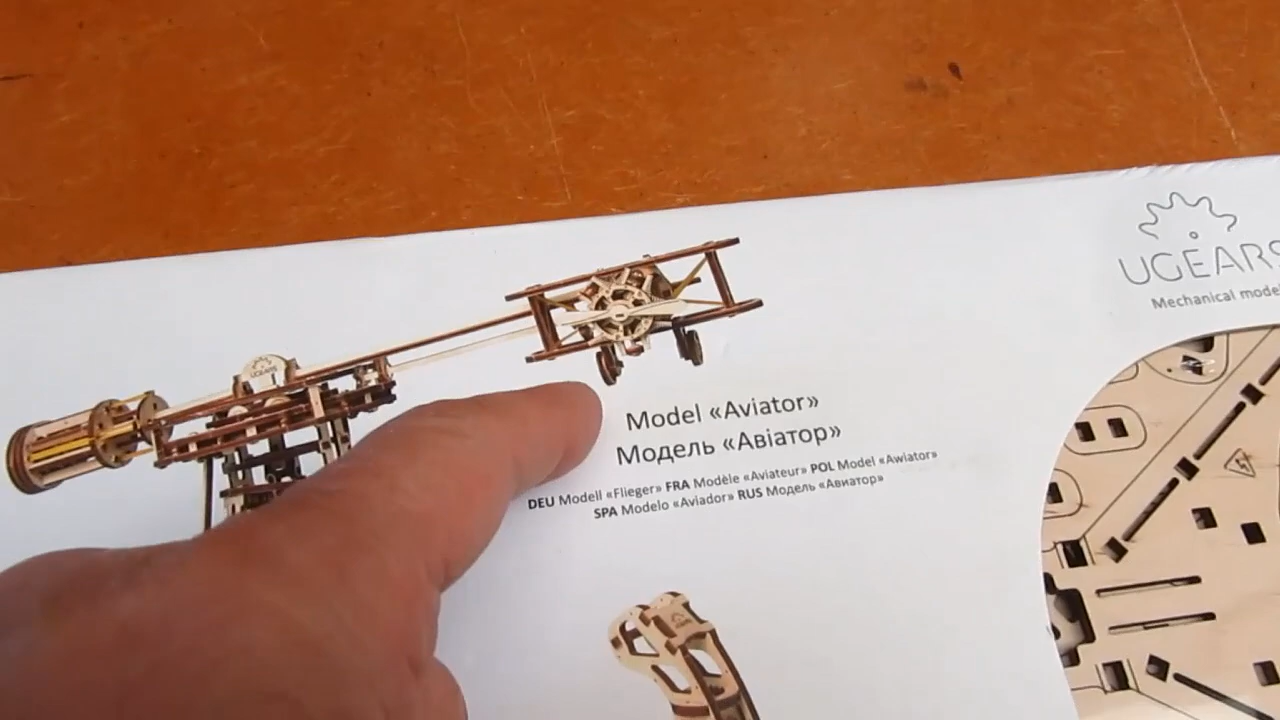 UGEARS
Mechanical model
Model «Aviator»
Модель «Авіатор»
DEU Modell «Flieger» FRA Modèle «Aviateur» POL Model «Awiator»
SPA Modelo «Aviador» RUS Модель «Авиатор»
UGEARS